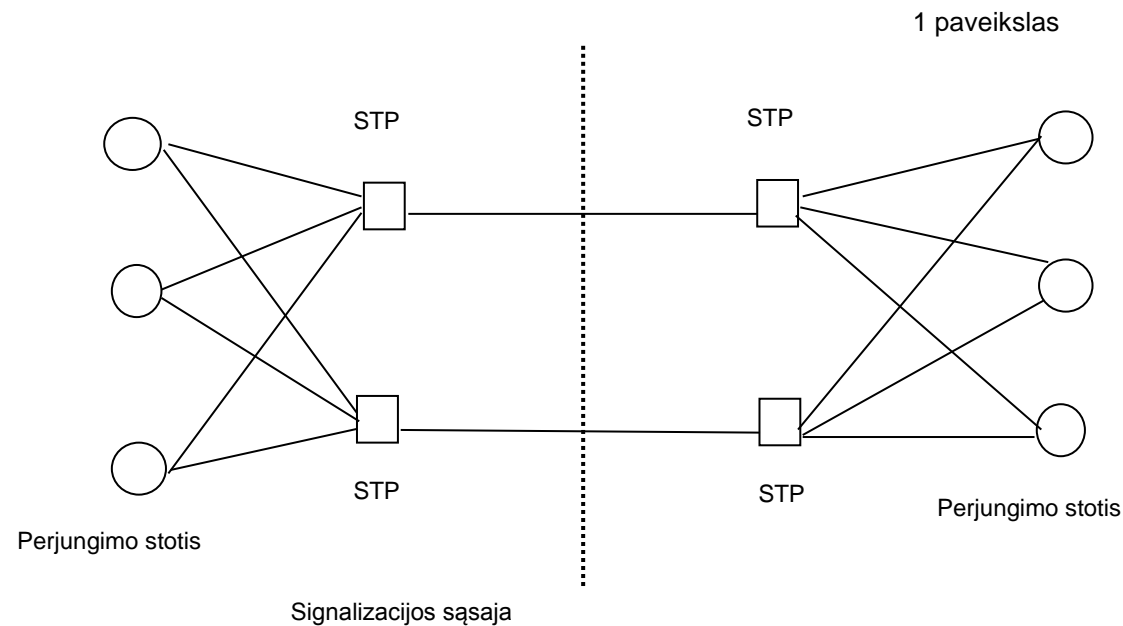 1 paveikslas
STP
STP
STP
STP
Perjungimo stotis
Perjungimo stotis
Signalizacijos sąsaja